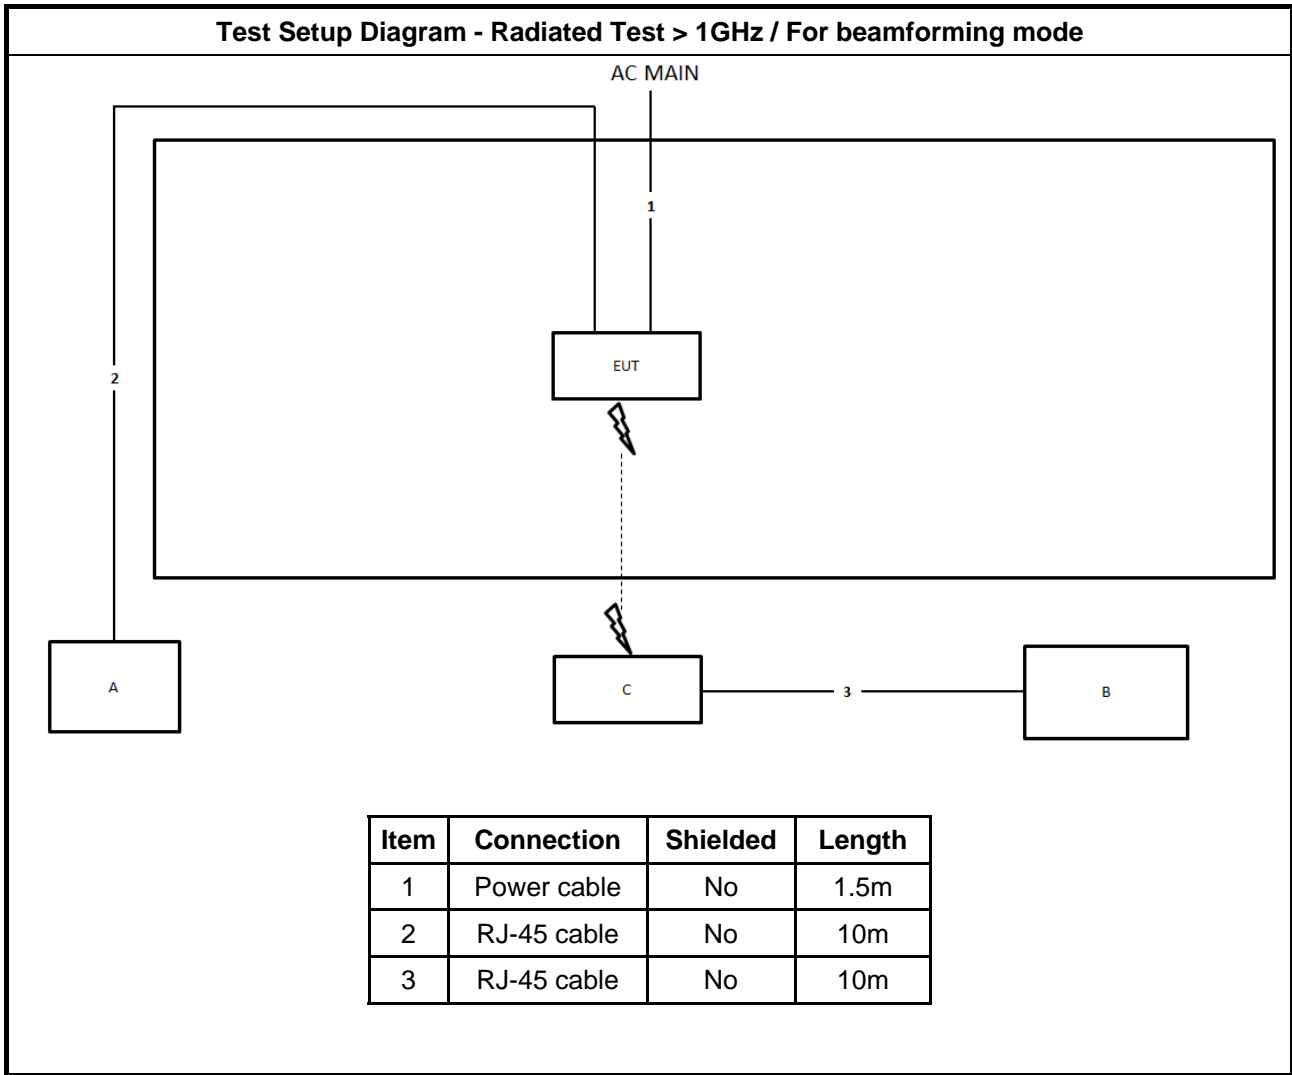 Test Setup Diagram - Radiated Test > 1GHz / For beamforming mode
AC MAIN
1
EUT
2
A
C
3
B
Item Connection Shielded Length
1 Power cable No 1.5m
2 RJ-45 cable No 10m
3 RJ-45 cable No 10m